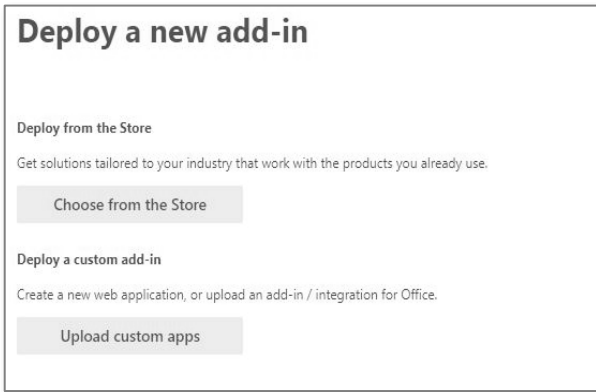 Deploy a new add-in
Deploy from the Store
Get solutions tailored to your industry that work with the products you already use.
Choose from the Store
Deploy a custom add-in
Create a new web application, or upload an add-in / integration for Office.
Upload custom apps